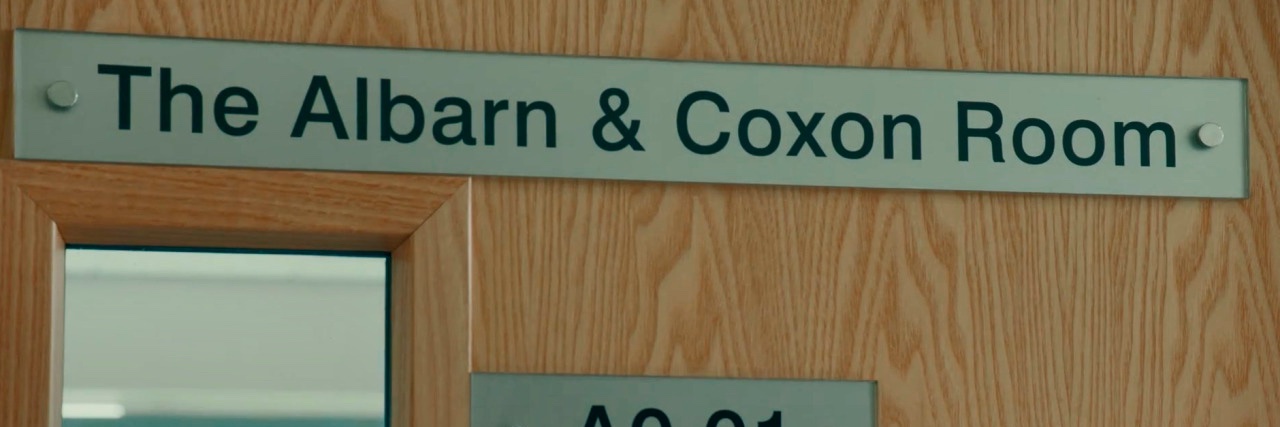 The Albarn & Coxon Room